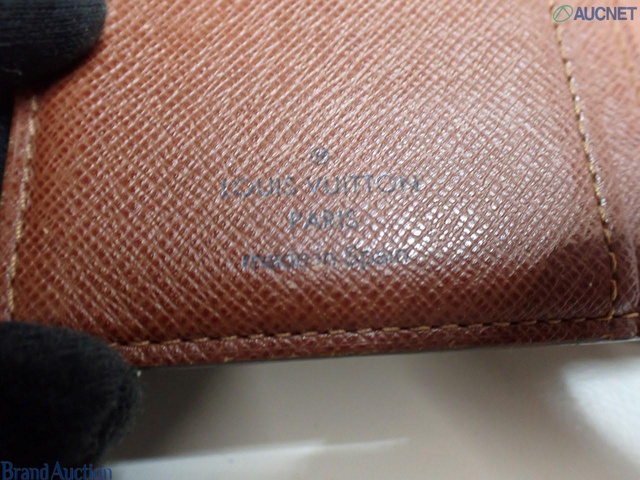 AUCNET
®
LOUIS VUITTON
PARIS
made in Spain
Brand Auction